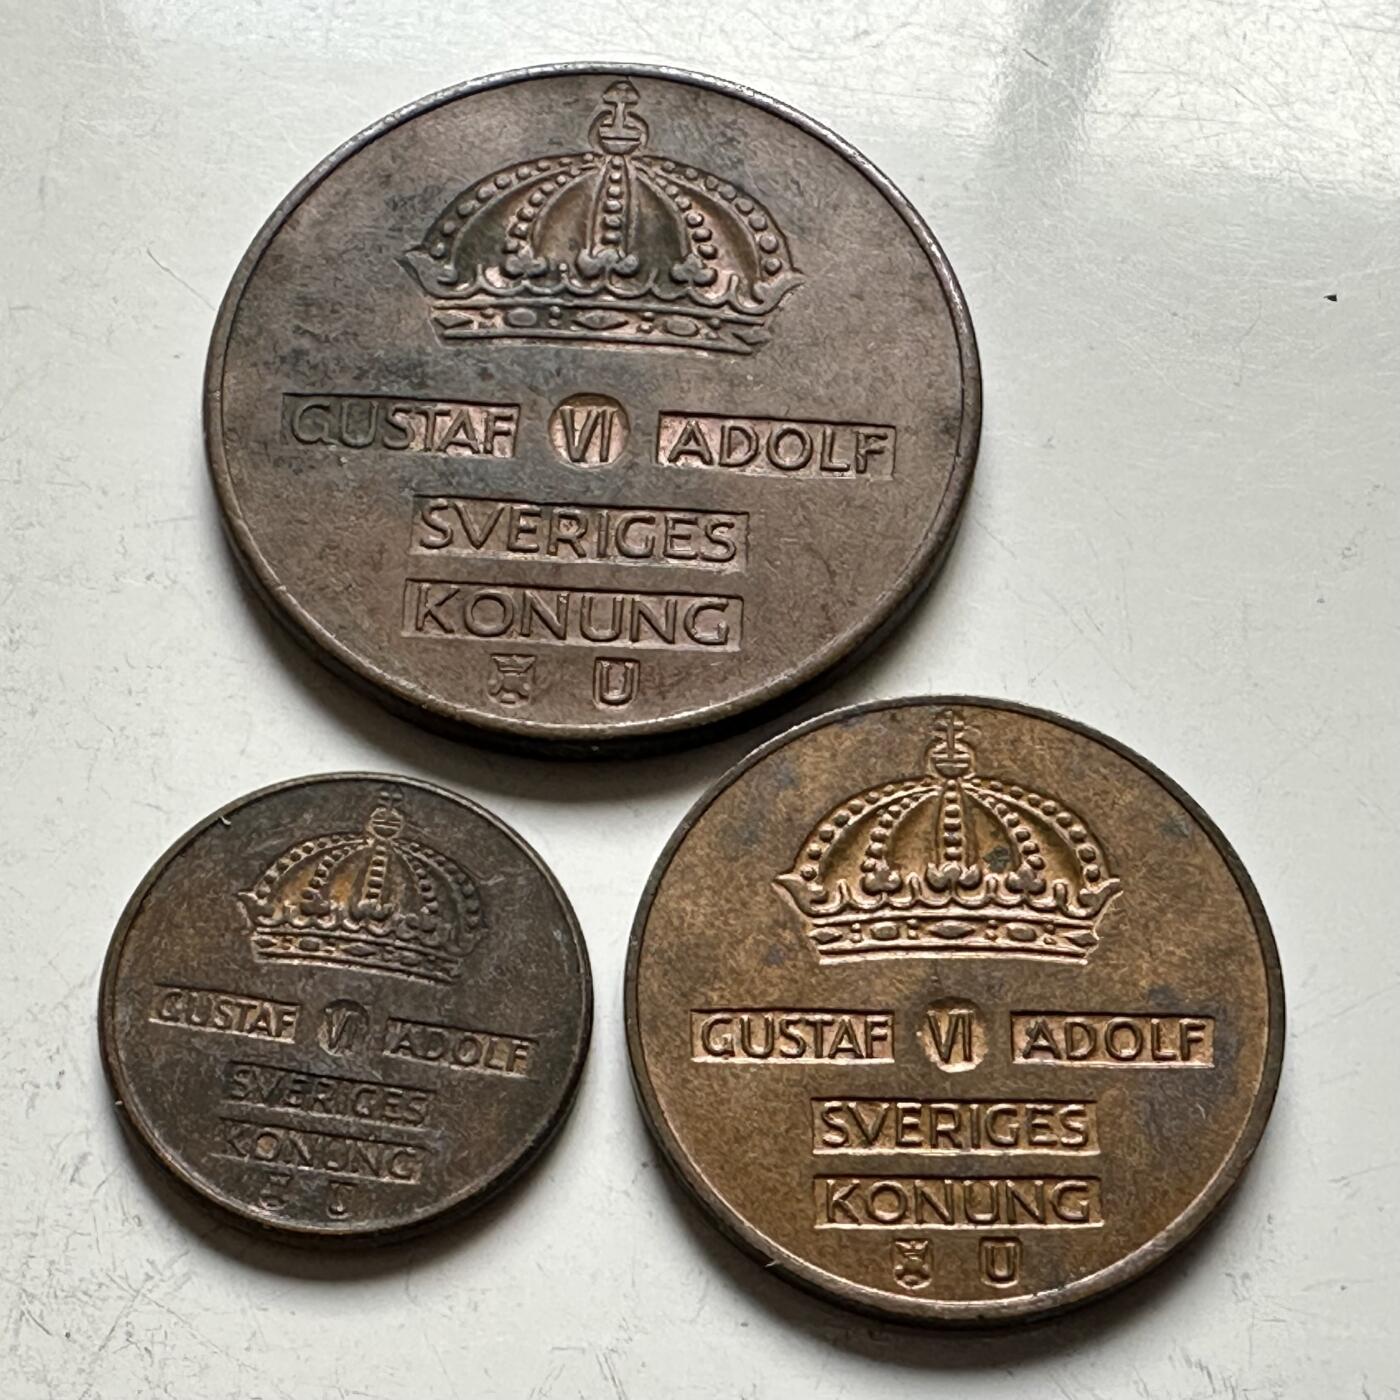 GUSTAF VI ADOLF
SVERIGES
KONUNG
U
GUSTAF VI ADOLF
SVERIGES
KONUNG
U
GUSTAF VI ADOLF
SVERIGES
KONUNG
U